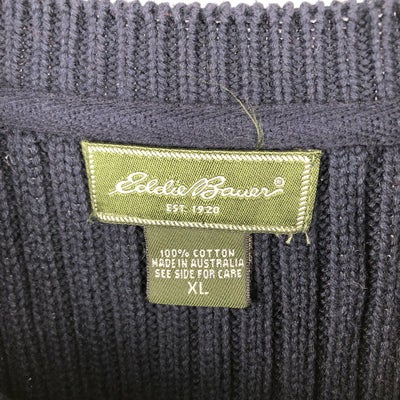 Eddie Bauer®
EST. 1920
100% COTTON
MADE IN AUSTRALIA
SEE SIDE FOR CARE
XL